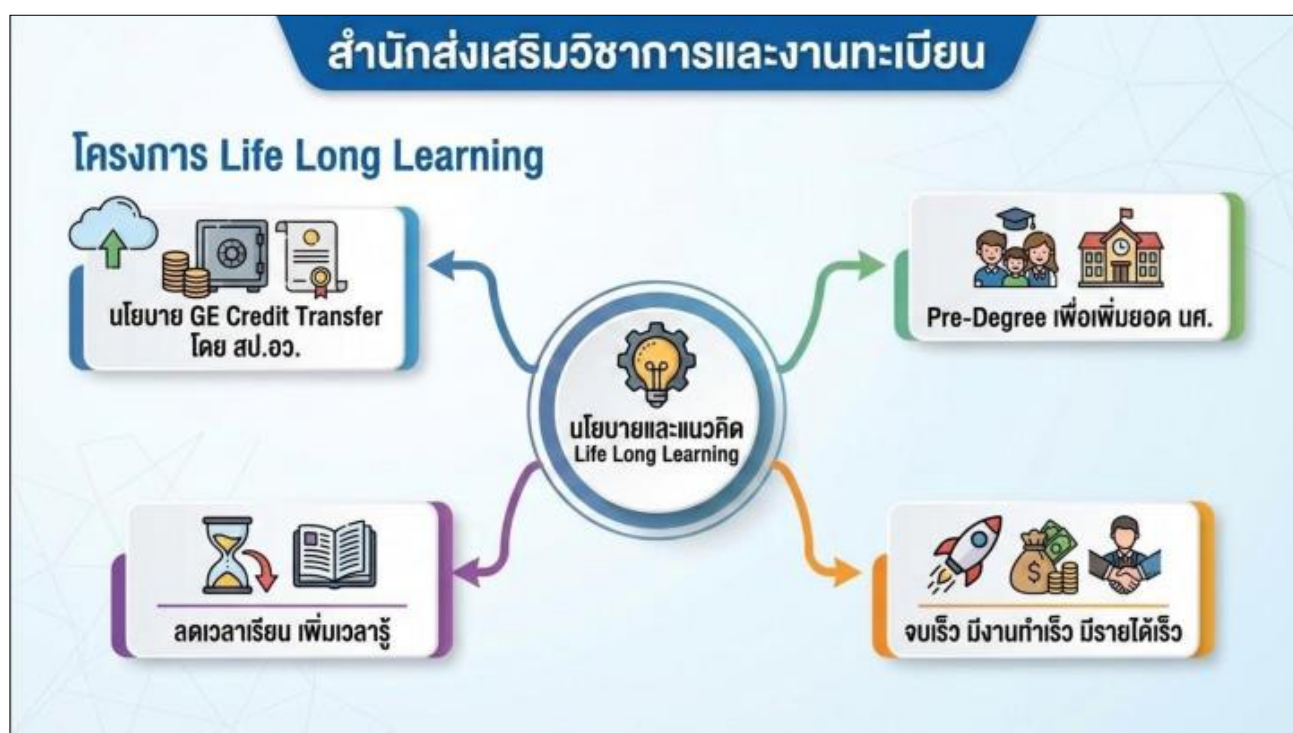 สำนักส่งเสริมวิชาการและงานทะเบียน
โครงการ Life Long Learning
นโยบาย GE Credit Transfer
โดย สป.อว.
Pre-Degree เพื่อเพิ่มยอด นศ.
นโยบายและแนวคิด
Life Long Learning
ลดเวลาเรียน เพิ่มเวลารู้
จบเร็ว มีงานทำเร็ว มีรายได้เร็ว